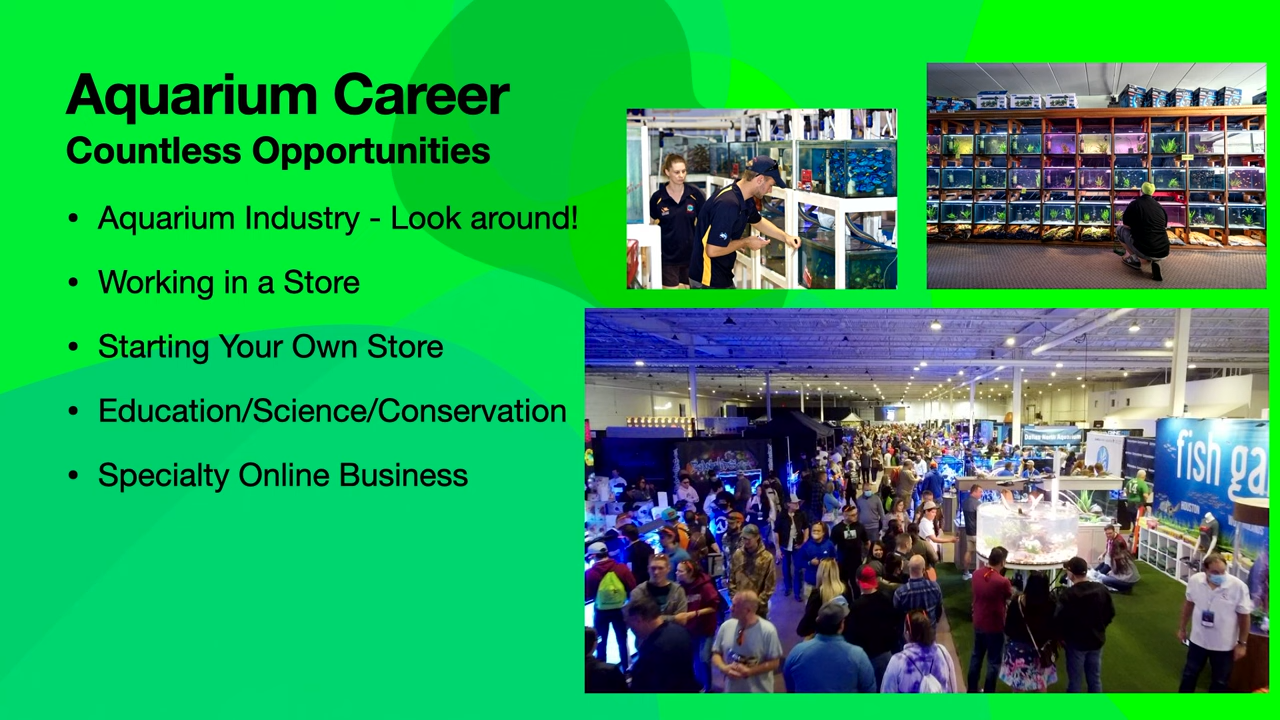 Aquarium Career
Countless Opportunities
• Aquarium Industry - Look around!
• Working in a Store
• Starting Your Own Store
• Education/Science/Conservation
• Specialty Online Business
fish ga
HOUSTON